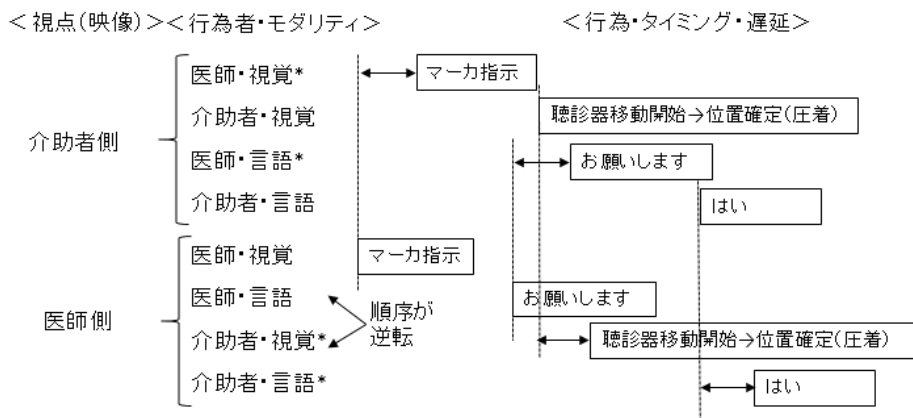 ＜視点(映像)＞＜行為者・モダリティ＞ ＜行為・タイミング・遅延＞
医師・視覚* マーカ指示
介助者・視覚 聴診器移動開始→位置確定(圧着)
介助者側
医師・言語* お願いします
介助者・言語 はい
医師・視覚 マーカ指示
医師・言語 お願いします
医師側 順序が
逆転
介助者・視覚* 聴診器移動開始→位置確定(圧着)
介助者・言語* はい